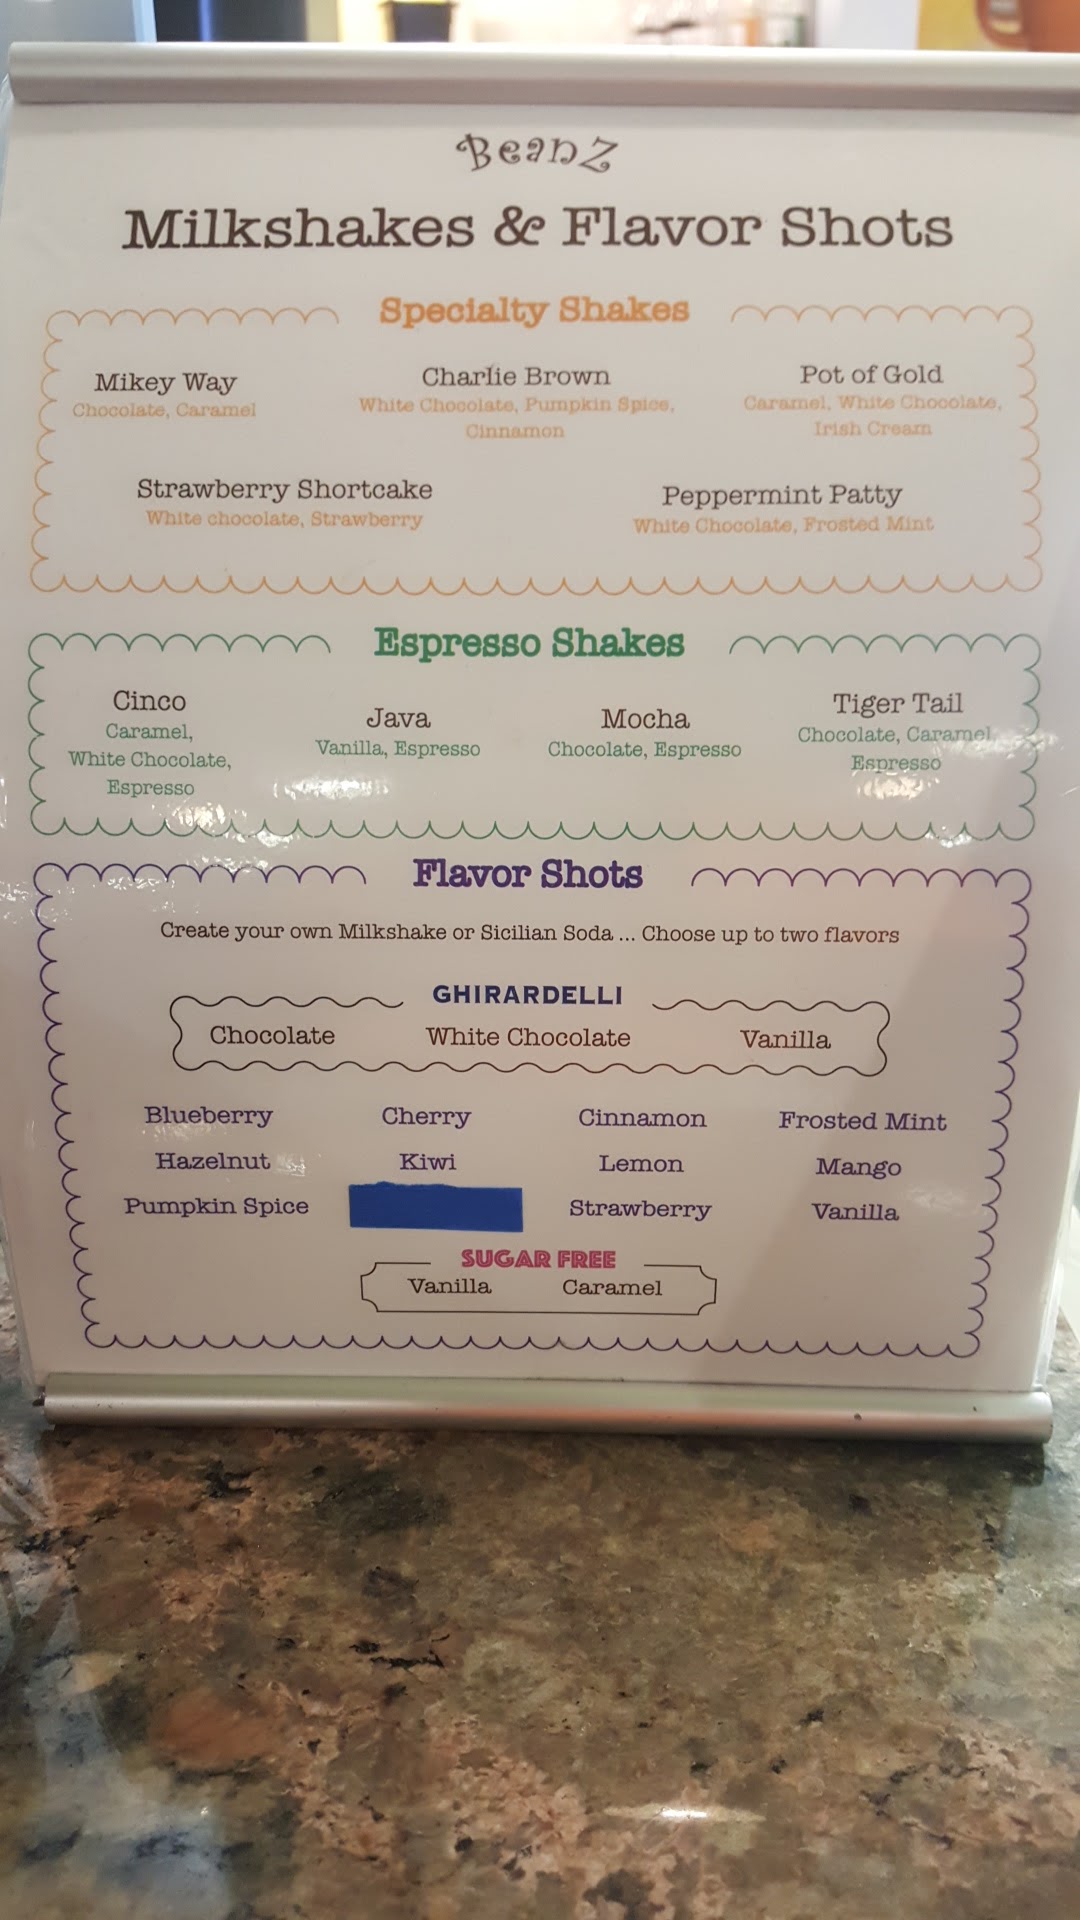 BeanZ
Milkshakes & Flavor Shots
Specialty Shakes
Mikey Way
Chocolate, Caramel
Charlie Brown
White Chocolate, Pumpkin Spice,
Cinnamon
Pot of Gold
Caramel, White Chocolate,
Irish Cream
Strawberry Shortcake
White chocolate, Strawberry
Peppermint Patty
White Chocolate, Frosted Mint
Espresso Shakes
Cinco
Caramel,
White Chocolate,
Espresso
Java
Vanilla, Espresso
Mocha
Chocolate, Espresso
Tiger Tail
Chocolate, Caramel
Espresso
Flavor Shots
Create your own Milkshake or Sicilian Soda ... Choose up to two flavors
GHIRARDELLI
Chocolate White Chocolate Vanilla
Blueberry Cherry Cinnamon Frosted Mint
Hazelnut Kiwi Lemon Mango
Pumpkin Spice Strawberry Vanilla
SUGAR FREE
Vanilla Caramel